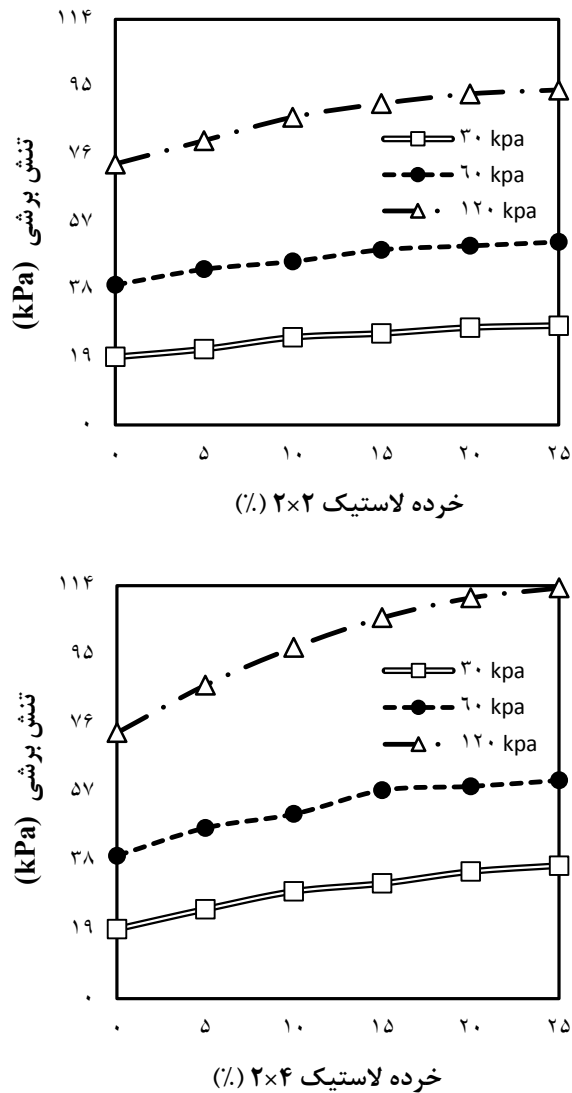 ۱۱۴
۹۵
۷۶
۵۷
۳۸
۱۹
۰
تنش برشی (kPa)
۳۰ kpa
۶۰ kpa
۱۲۰ kpa
۰ ۵ ۱۰ ۱۵ ۲۰ ۲۵
خرده لاستیک ۲×۲ (٪)
۱۱۴
۹۵
۷۶
۵۷
۳۸
۱۹
۰
تنش برشی (kPa)
۳۰ kpa
۶۰ kpa
۱۲۰ kpa
۰ ۵ ۱۰ ۱۵ ۲۰ ۲۵
خرده لاستیک ۲×۴ (٪)